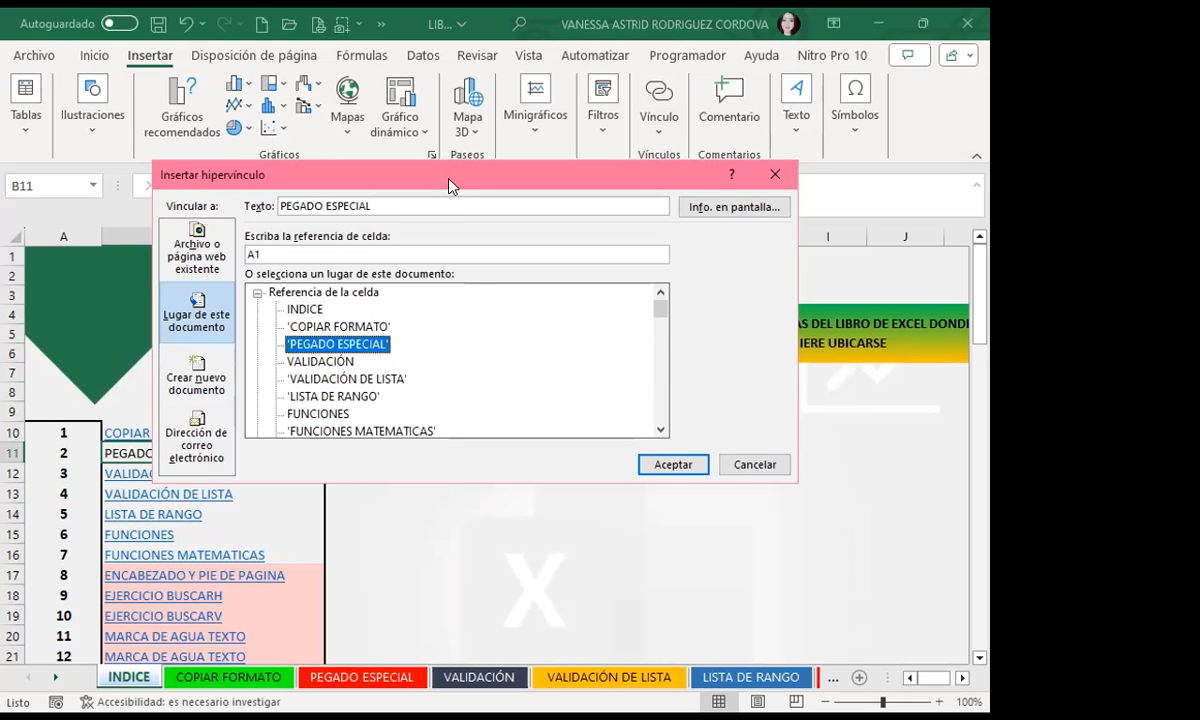 Autoguardado
LIB...
VANESSA ASTRID RODRIGUEZ CORDOVA
Archivo Inicio Insertar Disposición de página Fórmulas Datos Revisar Vista Automatizar Programador Ayuda Nitro Pro 10
Tablas
Ilustraciones
Gráficos recomendados
Mapas
Gráfico dinámico
Mapa 3D
Minigráficos
Filtros
Vínculo
Comentario
Texto
Símbolos
Gráficos
Paseos
Vínculos
Comentarios
B11
Insertar hipervínculo
?
Vincular a:
Texto: PEGADO ESPECIAL
Info. en pantalla...
Archivo o página web existente
Lugar de este documento
Crear nuevo documento
Dirección de correo electrónico
Escriba la referencia de celda:
A1
O selecciona un lugar de este documento:
Referencia de la celda
INDICE
'COPIAR FORMATO'
'PEGADO ESPECIAL'
VALIDACIÓN
'VALIDACIÓN DE LISTA'
'LISTA DE RANGO'
FUNCIONES
'FUNCIONES MATEMATICAS'
Aceptar
Cancelar
A I J
1
2
3
4
5
6
7
8
9
AS DEL LIBRO DE EXCEL DONDE
IERE UBICARSE
10 1 COPIAR
11 2 PEGADO
12 3 VALIDAC
13 4 VALIDACIÓN DE LISTA
14 5 LISTA DE RANGO
15 6 FUNCIONES
16 7 FUNCIONES MATEMATICAS
17 8 ENCABEZADO Y PIE DE PAGINA
18 9 EJERCICIO BUSCARH
19 10 EJERCICIO BUSCARV
20 11 MARCA DE AGUA TEXTO
21 12 MARCA DE AGUA TEXTO
X
INDICE COPIAR FORMATO PEGADO ESPECIAL VALIDACIÓN VALIDACIÓN DE LISTA LISTA DE RANGO ...
Listo
Accesibilidad: es necesario investigar
100%